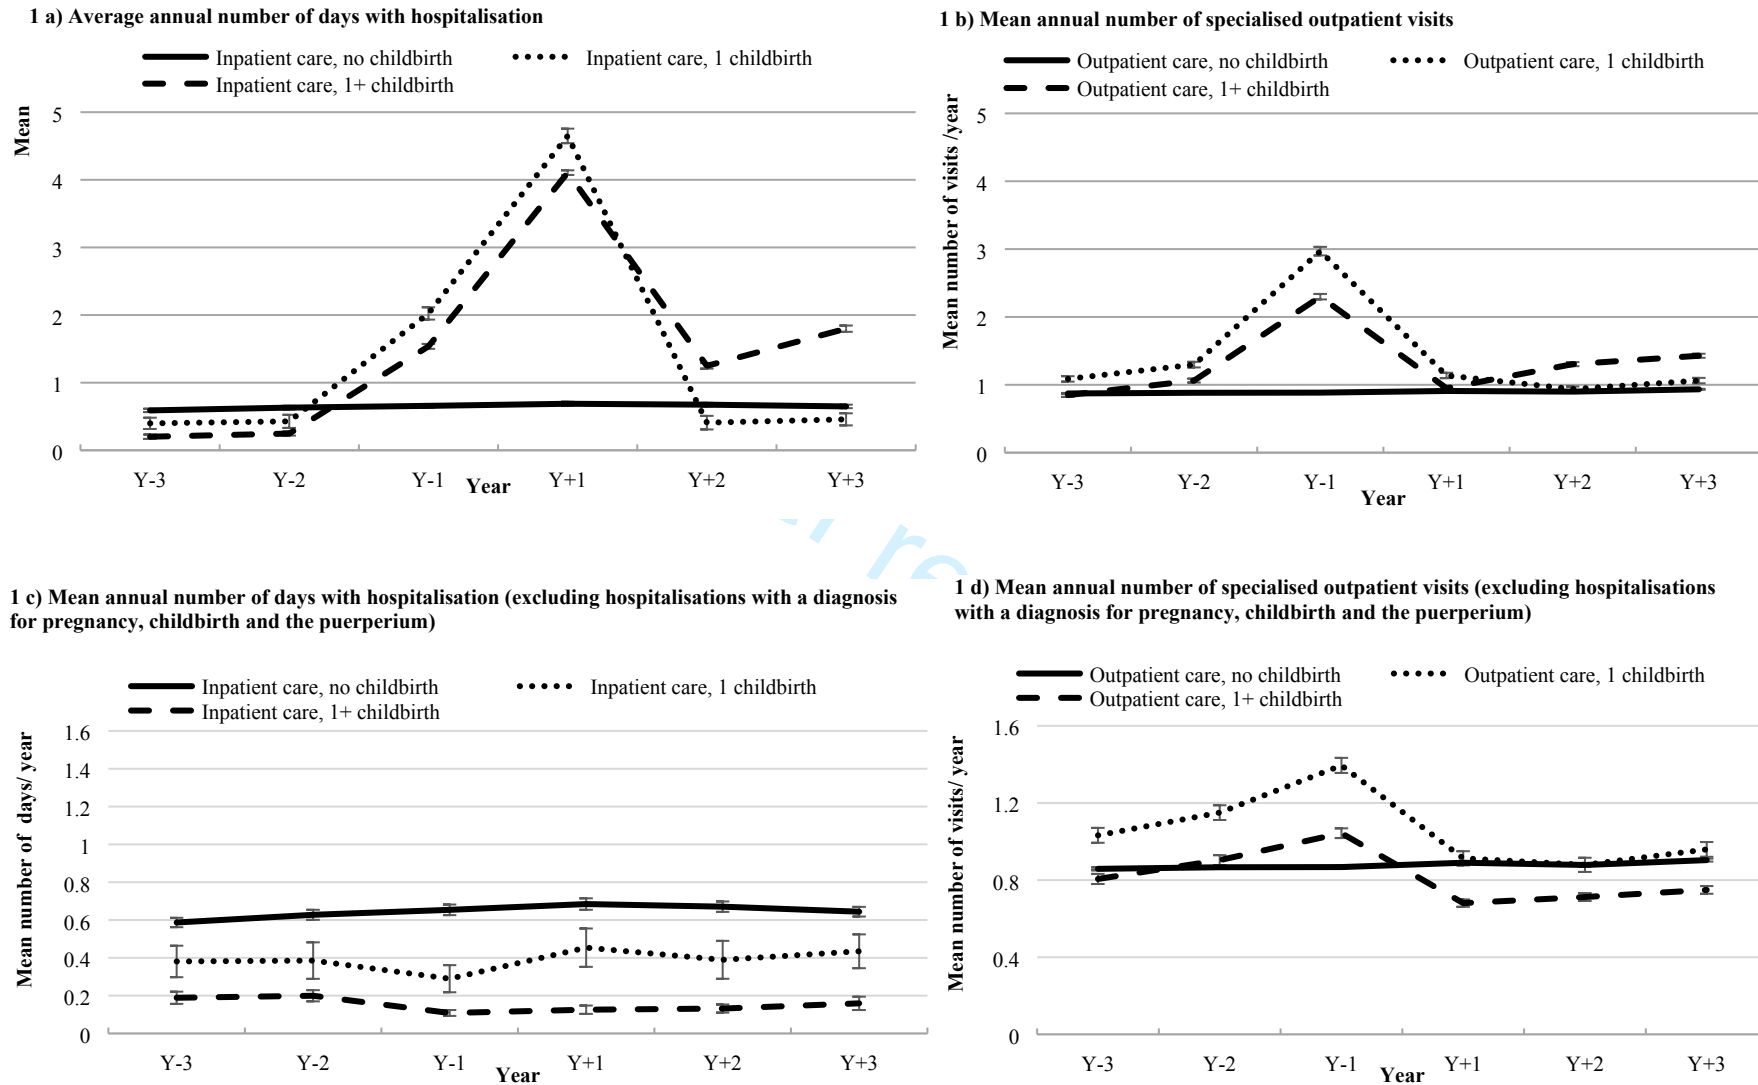 1 a) Average annual number of days with hospitalisation
Inpatient care, no childbirth
Inpatient care, 1 childbirth
Inpatient care, 1+ childbirth
Mean
5
4
3
2
1
0
Y-3
Y-2
Y-1
Y+1
Y+2
Y+3
Year
1 b) Mean annual number of specialised outpatient visits
Outpatient care, no childbirth
Outpatient care, 1 childbirth
Outpatient care, 1+ childbirth
Mean number of visits /year
5
4
3
2
1
0
Y-3
Y-2
Y-1
Y+1
Y+2
Y+3
Year
1 c) Mean annual number of days with hospitalisation (excluding hospitalisations with a diagnosis
for pregnancy, childbirth and the puerperium)
Inpatient care, no childbirth
Inpatient care, 1 childbirth
Inpatient care, 1+ childbirth
Mean number of days/ year
1.6
1.4
1.2
1
0.8
0.6
0.4
0.2
0
Y-3
Y-2
Y-1
Y+1
Y+2
Y+3
Year
1 d) Mean annual number of specialised outpatient visits (excluding hospitalisations
with a diagnosis for pregnancy, childbirth and the puerperium)
Outpatient care, no childbirth
Outpatient care, 1 childbirth
Outpatient care, 1+ childbirth
Mean number of visits/ year
1.6
1.2
0.8
0.4
0
Y-3
Y-2
Y-1
Y+1
Y+2
Y+3
Year